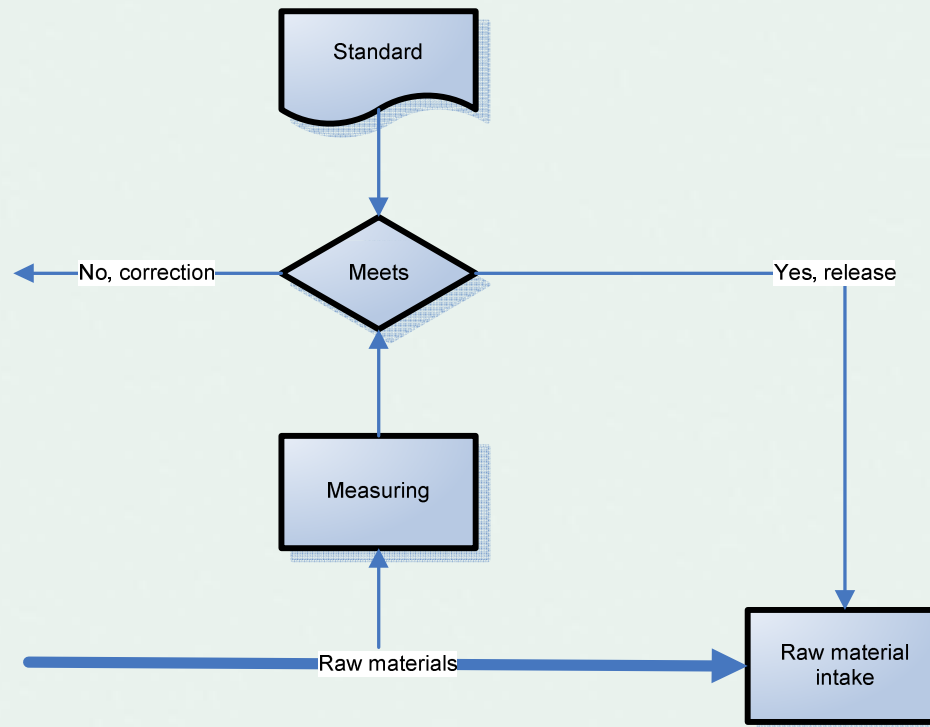 Standard
No, correction
Meets
Yes, release
Measuring
Raw materials
Raw material
intake